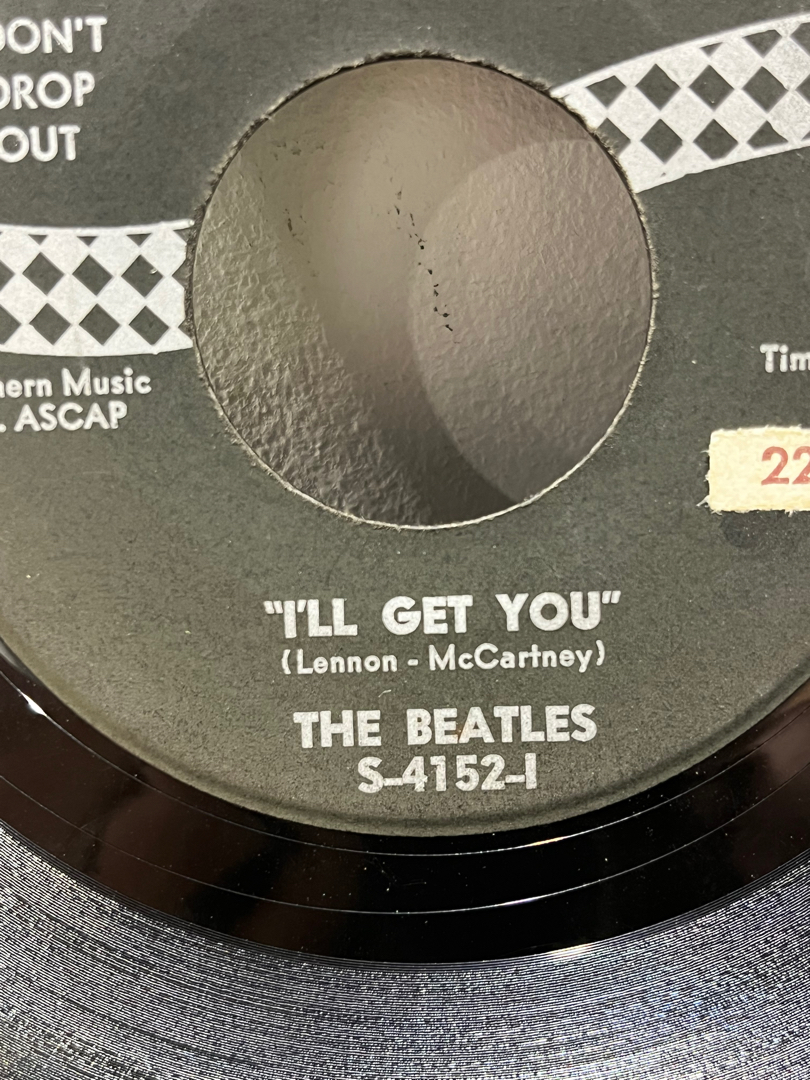 DON'T
DROP
OUT
hern Music
. ASCAP
Tim
22
"I'LL GET YOU"
(Lennon - McCartney)
THE BEATLES
S-4152-I